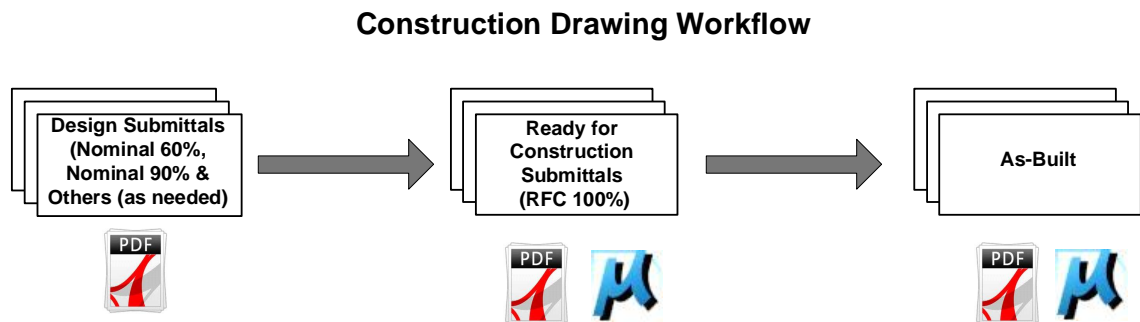 Construction Drawing Workflow
Design Submittals
(Nominal 60%,
Nominal 90% &
Others (as needed)
Ready for
Construction
Submittals
(RFC 100%)
As-Built
PDF
PDF
µ
PDF
µ